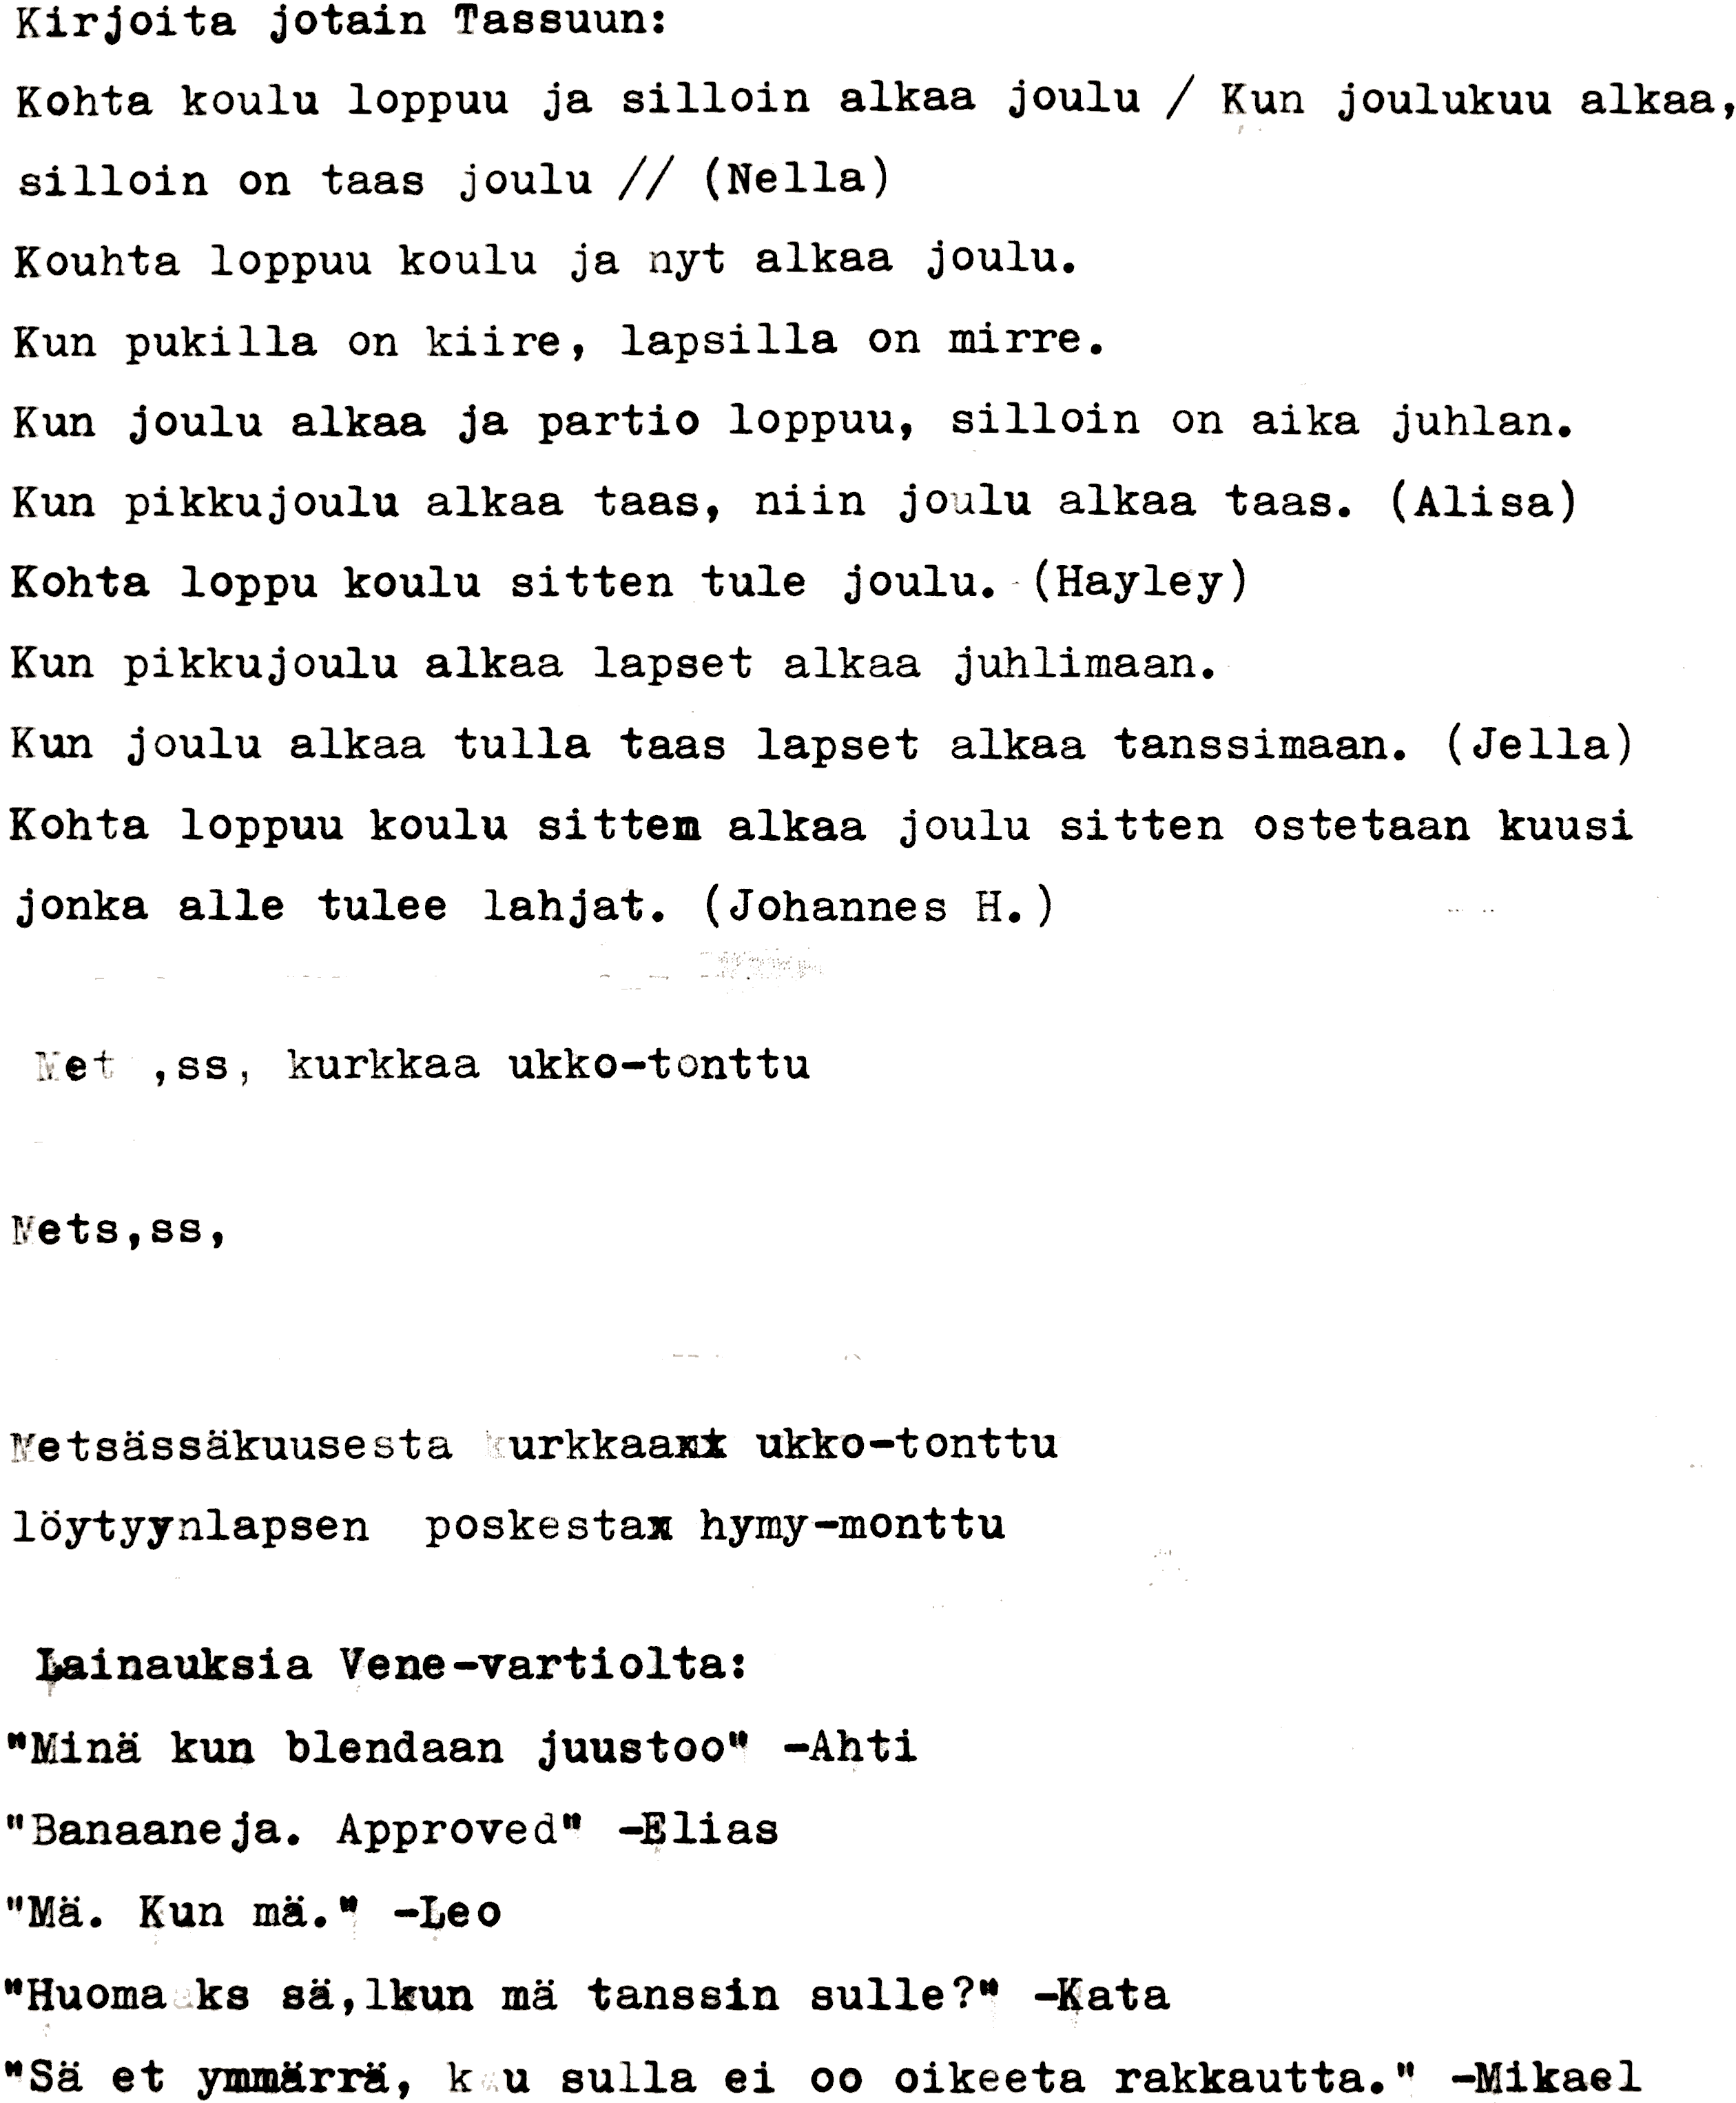 Kirjoita jotain Tassuun:
Kohta koulu loppuu ja silloin alkaa joulu / Kun joulukuu alkaa,
silloin on taas joulu // (Nella)
Kouhta loppuu koulu ja nyt alkaa joulu.
Kun pukilla on kiire, lapsilla on mirre.
Kun joulu alkaa ja partio loppuu, silloin on aika juhlan.
Kun pikkujoulu alkaa taas, niin joulu alkaa taas. (Alisa)
Kohta loppu koulu sitten tule joulu. (Hayley)
Kun pikkujoulu alkaa lapset alkaa juhlimaan.
Kun joulu alkaa tulla taas lapset alkaa tanssimaan. (Jella)
Kohta loppuu koulu sittem alkaa joulu sitten ostetaan kuusi
jonka alle tulee lahjat. (Johannes H.)
Met ,ss, kurkkaa ukko-tonttu
Mets,ss,
Metsässäkuusesta kurkkaa ukko-tonttu
löytyynlapsen poskestax hymy-monttu
Lainauksia Vene-vartiolta:
"Minä kun blendaan juustoo" -Ahti
"Banaaneja. Approved" -Elias
"Mä. Kun mä." -Leo
"Huomaaks sä,lkun mä tanssin sulle?" -Kata
"Sä et ymmärrä, sulla ei oo oikeeta rakkautta." -Mikael